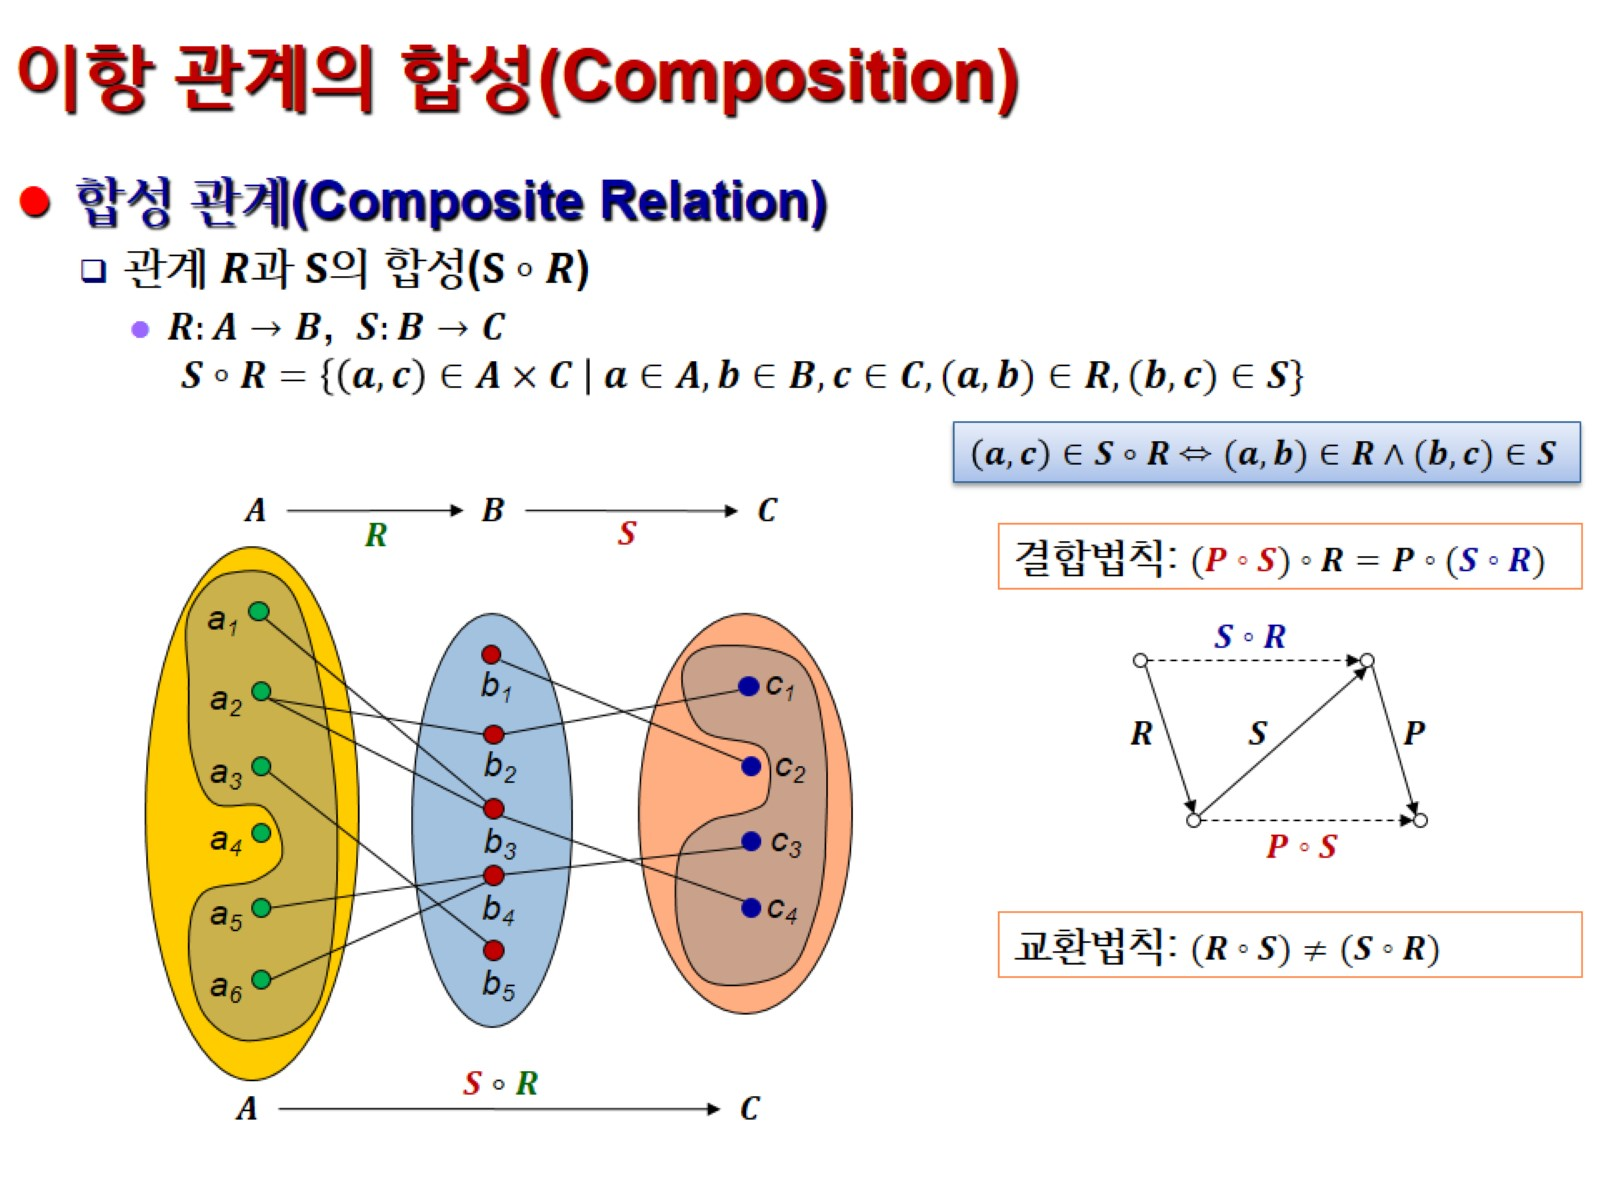 이항 관계의 합성(Composition)
합성 관계(Composite Relation)
관계 R과 S의 합성(S ∘ R)
R: A → B, S: B → C
S ∘ R = {(a, c) ∈ A × C | a ∈ A, b ∈ B, c ∈ C, (a, b) ∈ R, (b, c) ∈ S}
(a, c) ∈ S ∘ R ⇔ (a, b) ∈ R ∧ (b, c) ∈ S
A B C
R S
a1
a2
a3
a4
a5
a6
b1
b2
b3
b4
b5
c1
c2
c3
c4
S ∘ R
A C
결합법칙: (P ∘ S) ∘ R = P ∘ (S ∘ R)
S ∘ R
R S P
P ∘ S
교환법칙: (R ∘ S) ≠ (S ∘ R)